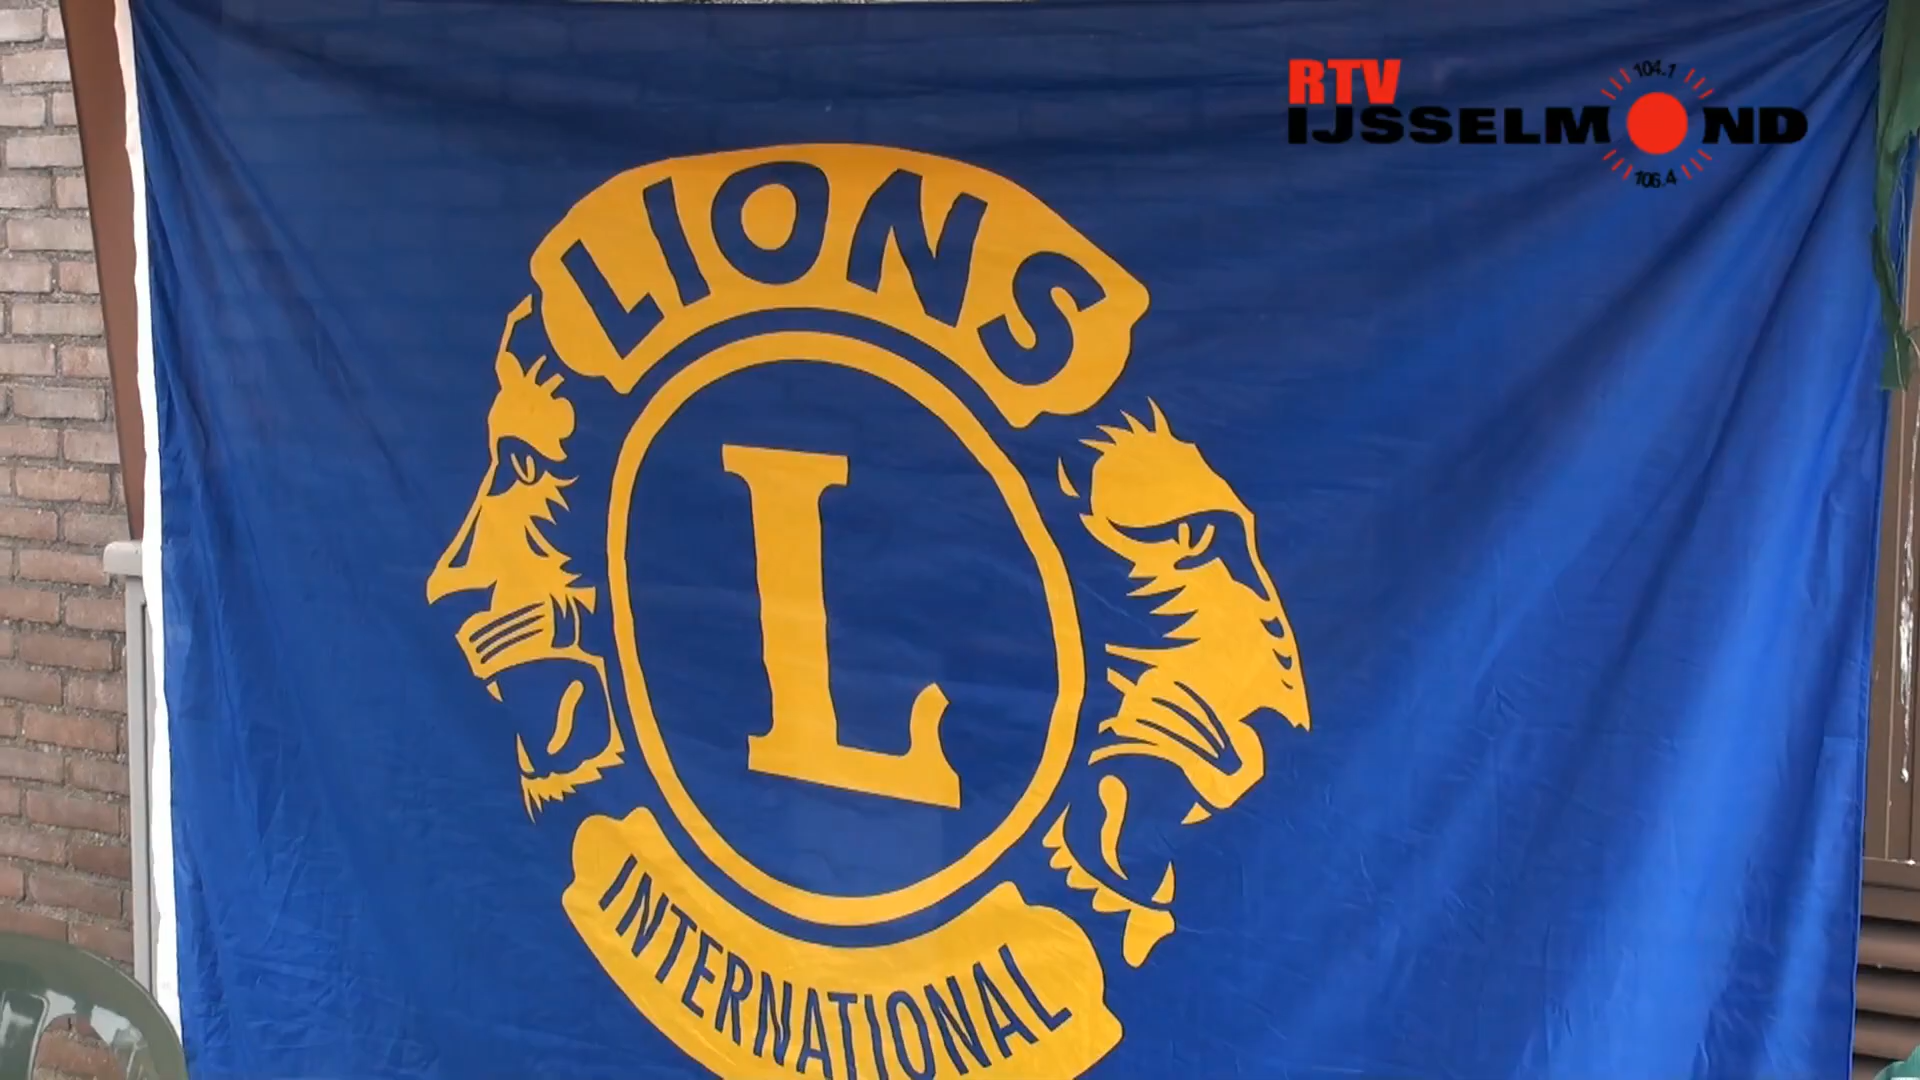 RTV
104.1
IJSSELMOND
106.4
LIONS
L
INTERNATIONAL